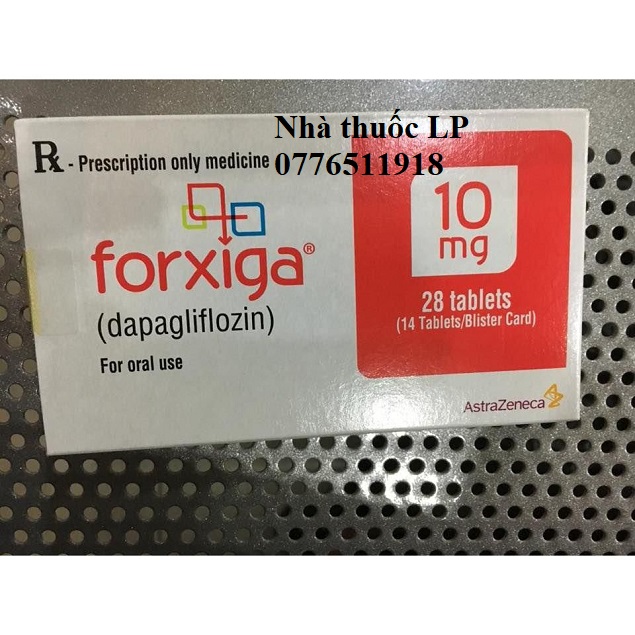 Nhà thuốc LP
0776511918
Rx - Prescription only medicine
forxiga®
(dapagliflozin)
For oral use
10
mg
28 tablets
(14 Tablets/Blister Card)
AstraZeneca